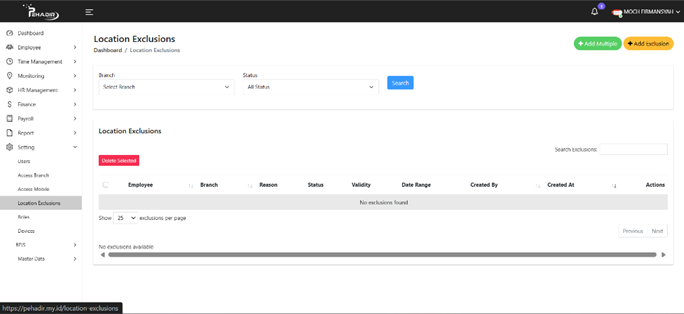 PEHADIR
1
MOCH FIRMANSYAH
Dashboard
Employee
Time Management
Monitoring
HR Management
Finance
Payroll
Report
Setting
Users
Access Branch
Access Mobile
Location Exclusions
Roles
Devices
Master Data
Location Exclusions
Dashboard / Location Exclusions
+ Add Multiple
+ Add Exclusion
Branch
Select Branch
Status
All Status
Search
Location Exclusions
Search Exclusions:
Delete Selected
Employee Branch Reason Status Validity Date Range Created By Created At Actions
No exclusions found
Show 25 exclusions per page
Previous Next
No exclusions available
https://pehadir.my.id/location-exclusions